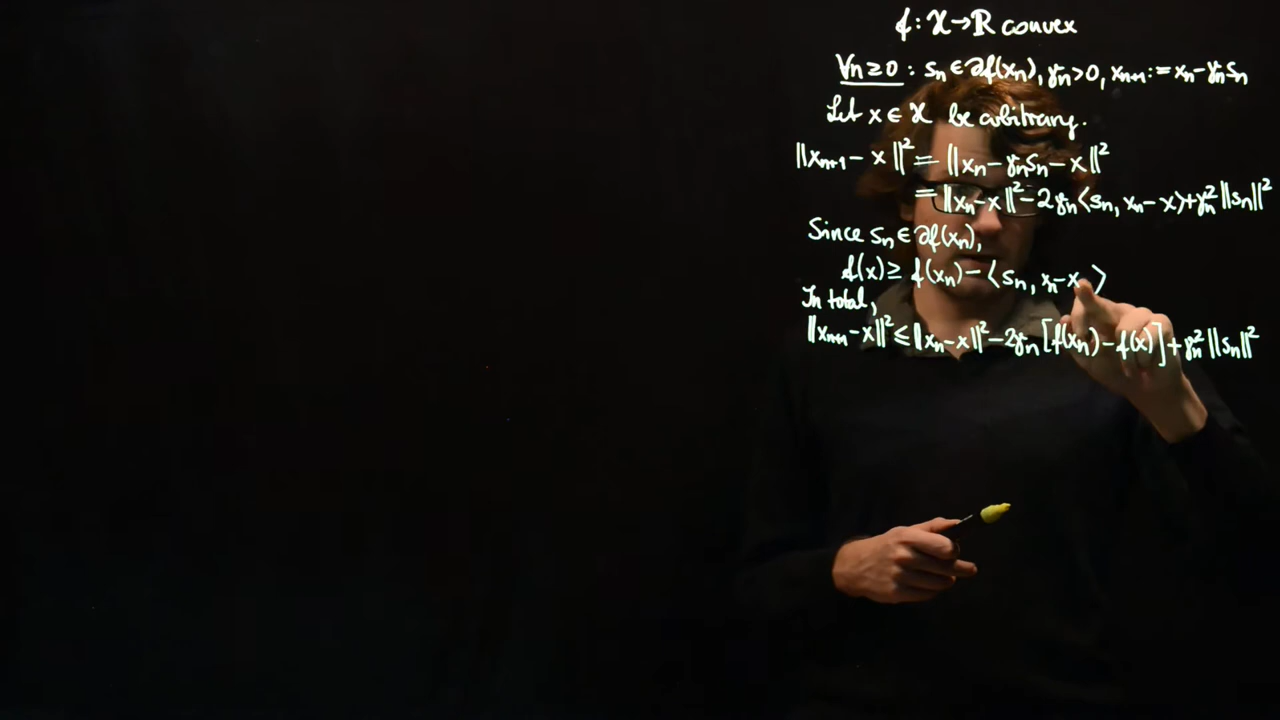 f : X → ℝ convex
∀n ≥ 0 : sₙ ∈ ∂f(xₙ), γₙ > 0, xₙ₊₁ := xₙ − γₙsₙ
Let x ∈ X be arbitrary.
‖xₙ₊₁ − x‖² = ‖xₙ − γₙsₙ − x‖²
= ‖xₙ − x‖² − 2γₙ⟨sₙ, xₙ − x⟩ + γₙ²‖sₙ‖²
Since sₙ ∈ ∂f(xₙ),
f(x) ≥ f(xₙ) − ⟨sₙ, xₙ − x⟩
In total,
‖xₙ₊₁ − x‖² ≤ ‖xₙ − x‖² − 2γₙ[f(xₙ) − f(x)] + γₙ²‖sₙ‖²